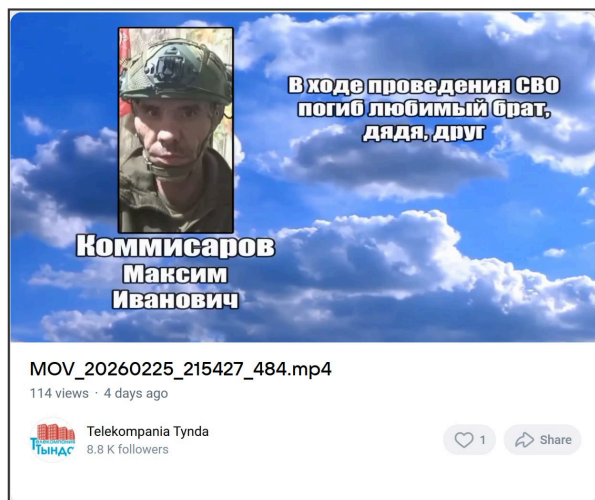 В ходе проведения СВО
погиб любимый брат,
дядя, друг
Коммисаров
Максим
Иванович
MOV_20260225_215427_484.mp4
114 views · 4 days ago
Telekompania Tynda
8.8 K followers
1
Share